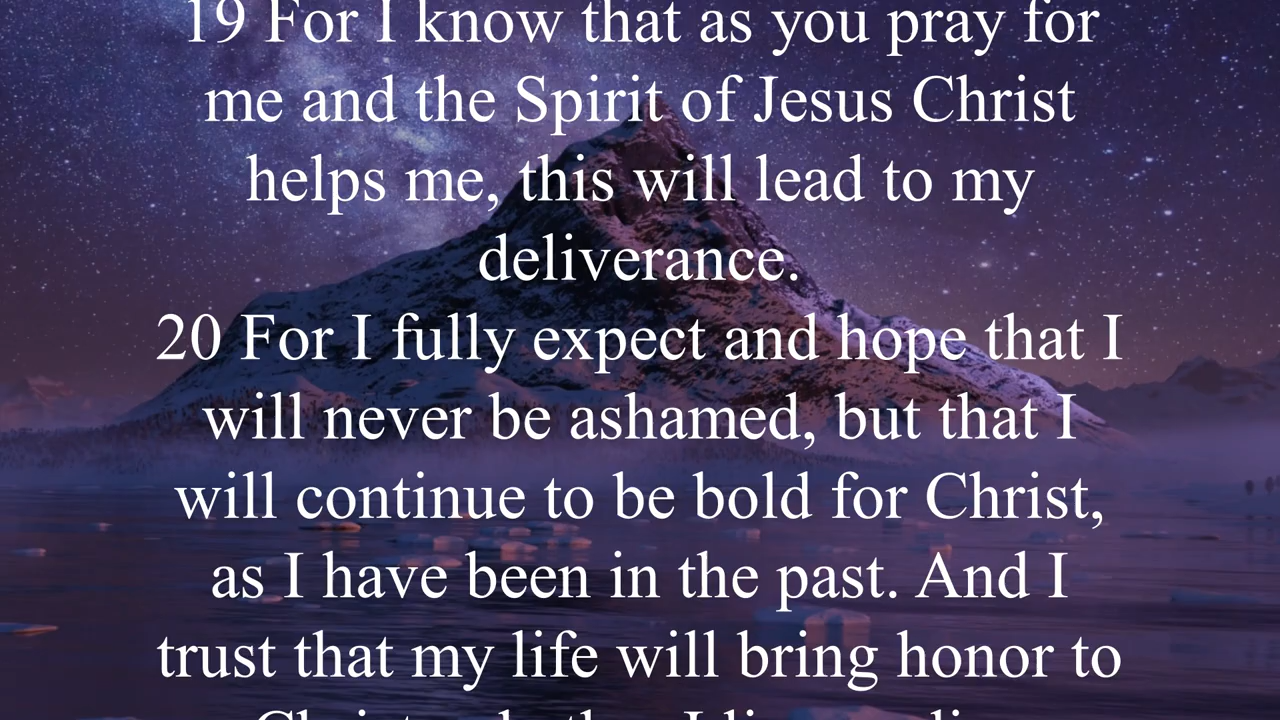 19 For I know that as you pray for
me and the Spirit of Jesus Christ
helps me, this will lead to my
deliverance.
20 For I fully expect and hope that I
will never be ashamed, but that I
will continue to be bold for Christ,
as I have been in the past. And I
trust that my life will bring honor to